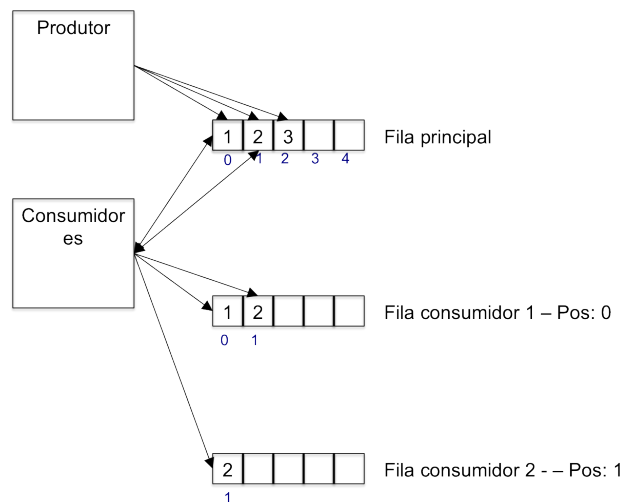 Produtor
1 2 3
Fila principal
0 1 2 3 4
Consumidor
es
1 2
Fila consumidor 1 – Pos: 0
0 1
2
Fila consumidor 2 - – Pos: 1
1